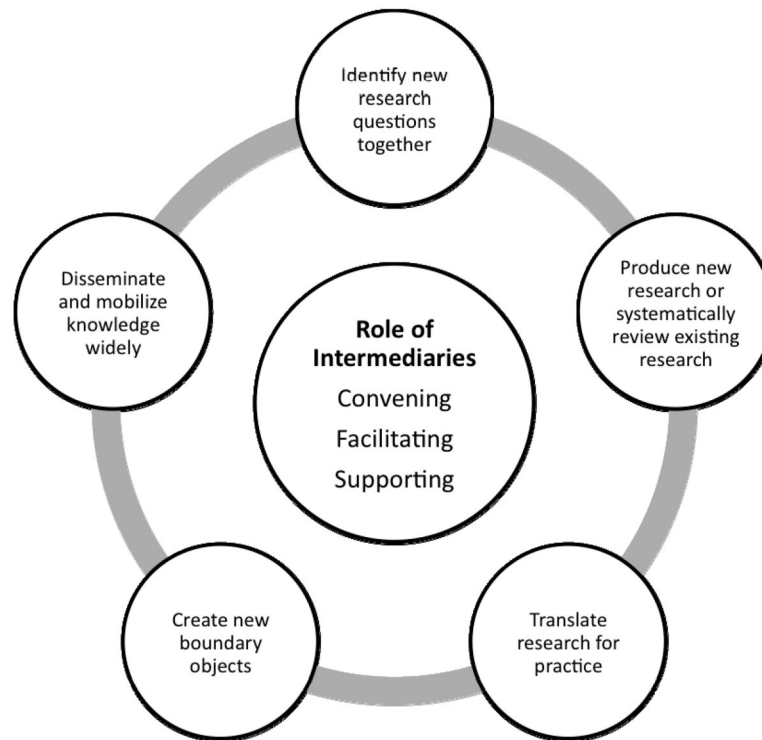 Identify new
research
questions
together
Produce new
research or
systematically
review existing
research
Translate
research for
practice
Create new
boundary
objects
Disseminate
and mobilize
knowledge
widely
Role of
Intermediaries
Convening
Facilitating
Supporting